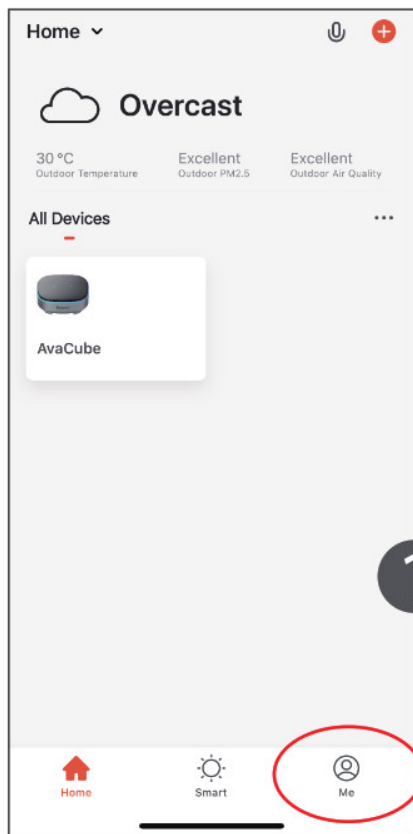 Home
Overcast
30 °C Excellent Excellent
Outdoor Temperature Outdoor PM2.5 Outdoor Air Quality
All Devices
AvaCube
Home Smart Me